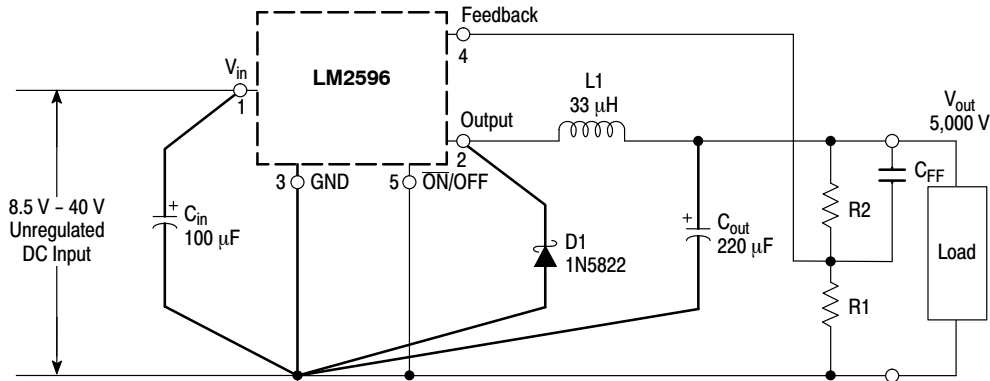 Feedback
4
V_in
1
LM2596
Output
2
L1
33 μH
V_out
5,000 V
3 GND
5 O̅N̅/OFF
C_FF
8.5 V – 40 V
Unregulated
DC Input
+
C_in
100 μF
D1
1N5822
+
C_out
220 μF
R2
R1
Load